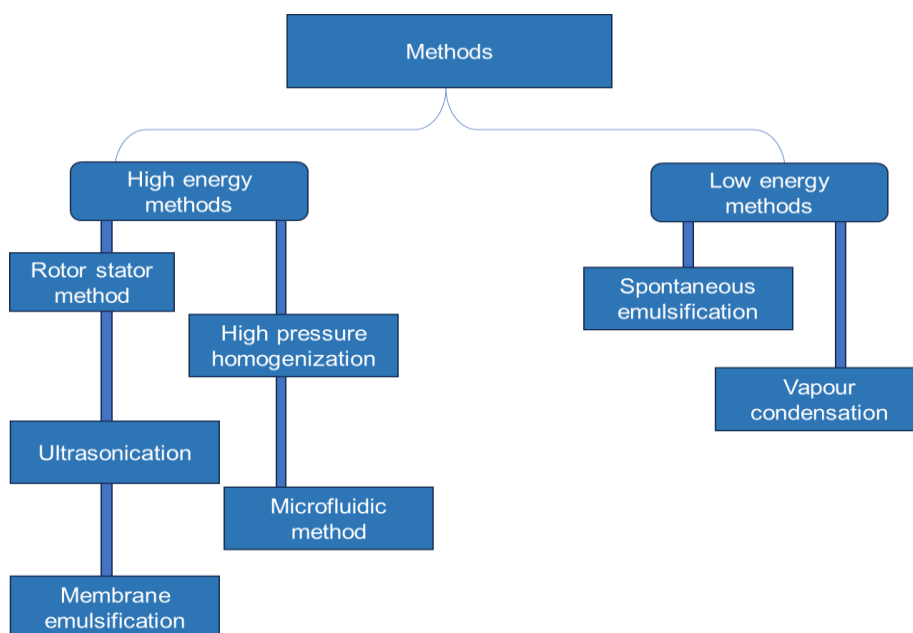 Methods
High energy
methods
Low energy
methods
Rotor stator
method
Spontaneous
emulsification
High pressure
homogenization
Vapour
condensation
Ultrasonication
Microfluidic
method
Membrane
emulsification